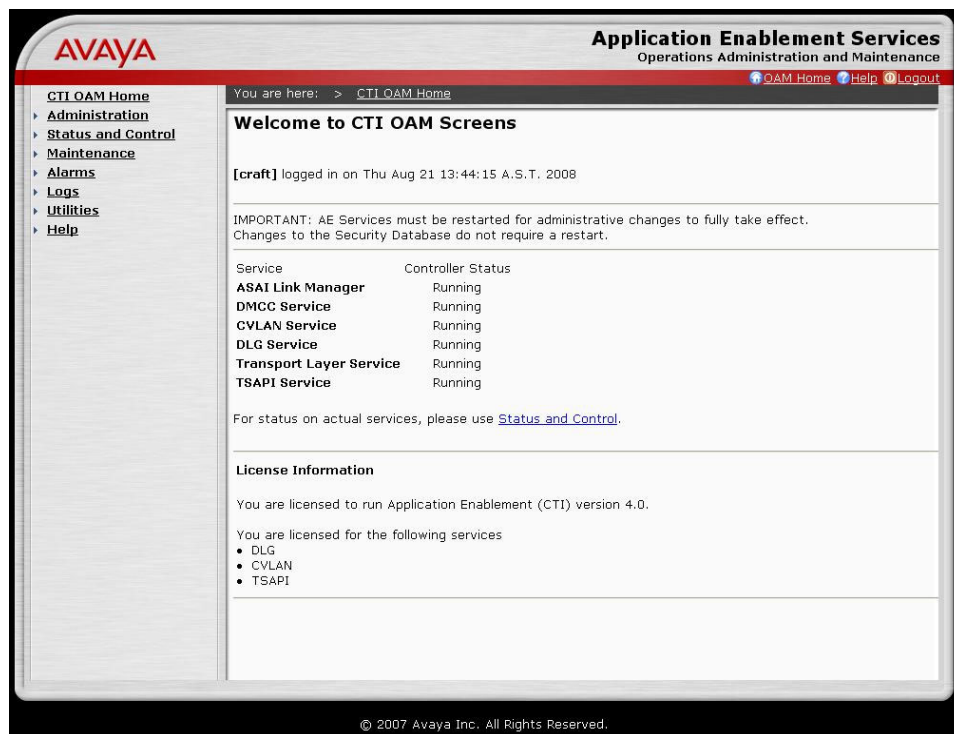 AVAYA
Application Enablement Services
Operations Administration and Maintenance
OAM Home Help Logout
CTI OAM Home
Administration
Status and Control
Maintenance
Alarms
Logs
Utilities
Help
You are here: > CTI OAM Home
Welcome to CTI OAM Screens
[craft] logged in on Thu Aug 21 13:44:15 A.S.T. 2008
IMPORTANT: AE Services must be restarted for administrative changes to fully take effect.
Changes to the Security Database do not require a restart.
Service Controller Status
ASAI Link Manager Running
DMCC Service Running
CVLAN Service Running
DLG Service Running
Transport Layer Service Running
TSAPI Service Running
For status on actual services, please use Status and Control.
License Information
You are licensed to run Application Enablement (CTI) version 4.0.
You are licensed for the following services
• DLG
• CVLAN
• TSAPI
© 2007 Avaya Inc. All Rights Reserved.